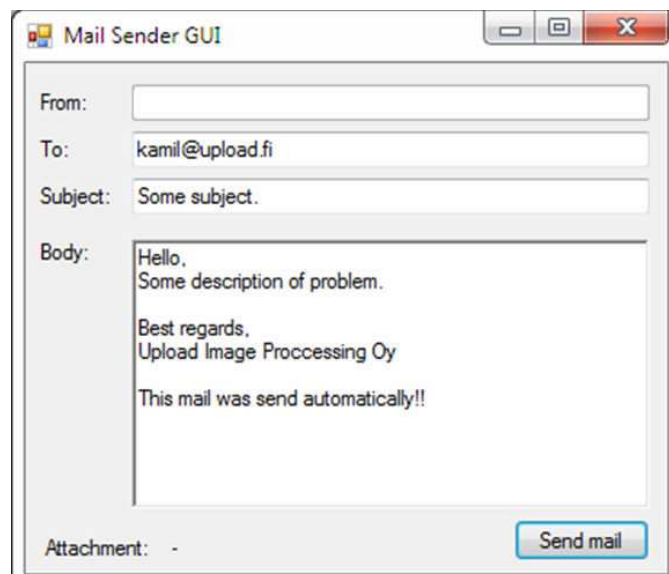 Mail Sender GUI
From:
To: kamil@upload.fi
Subject: Some subject.
Body: Hello,
Some description of problem.
Best regards,
Upload Image Proccessing Oy
This mail was send automatically!!
Attachment: -
Send mail